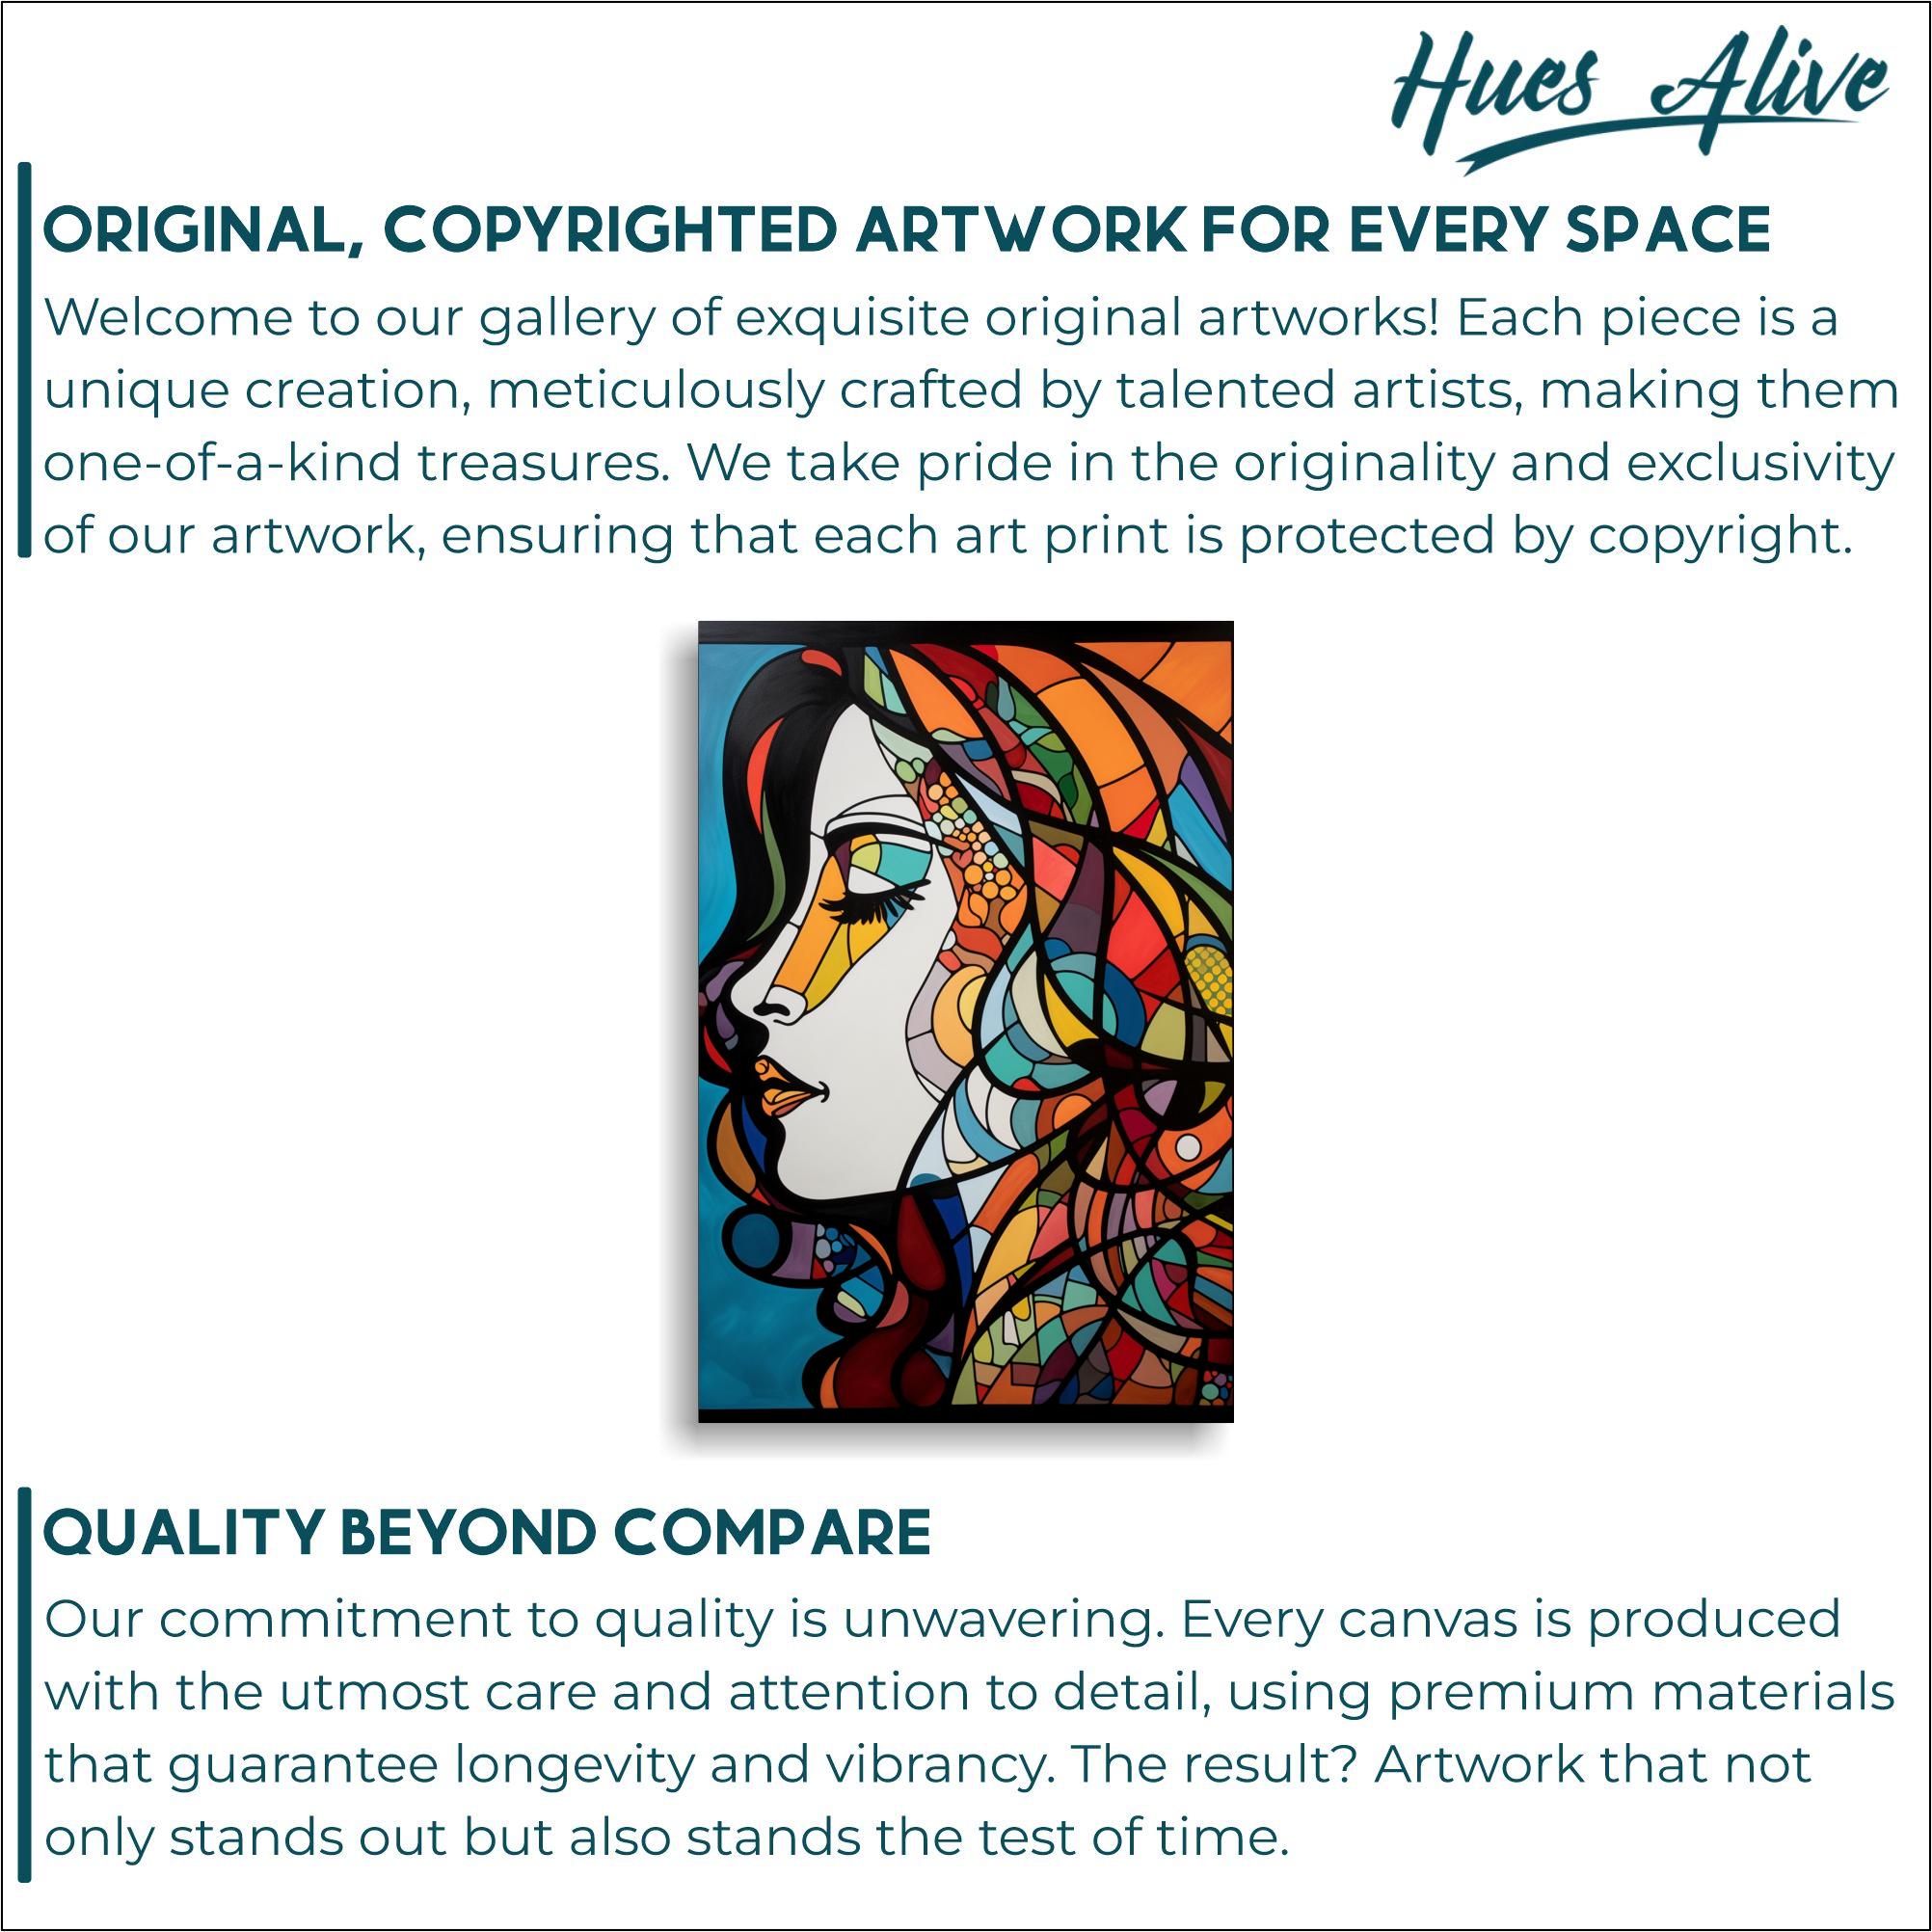 Hues Alive
ORIGINAL, COPYRIGHTED ARTWORK FOR EVERY SPACE
Welcome to our gallery of exquisite original artworks! Each piece is a
unique creation, meticulously crafted by talented artists, making them
one-of-a-kind treasures. We take pride in the originality and exclusivity
of our artwork, ensuring that each art print is protected by copyright.
QUALITY BEYOND COMPARE
Our commitment to quality is unwavering. Every canvas is produced
with the utmost care and attention to detail, using premium materials
that guarantee longevity and vibrancy. The result? Artwork that not
only stands out but also stands the test of time.